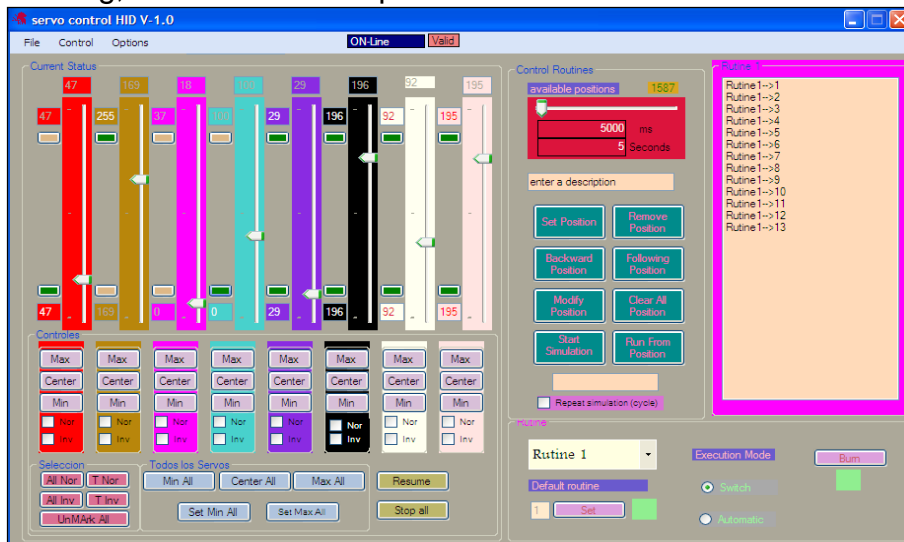 servo control HID V-1.0
File Control Options ON-Line Valid
Current Status
47 169 18 100 29 196 92 195
47 255 37 100 29 196 92 195
47 169 0 0 29 196 92 195
Controles
Max Max Max Max Max Max Max Max
Center Center Center Center Center Center Center Center
Min Min Min Min Min Min Min Min
Nor Nor Nor Nor Nor Nor Nor Nor
Inv Inv Inv Inv Inv Inv Inv Inv
Seleccion
All Nor T Nor
All Inv T Inv
UnMArk All
Todos los Servos
Min All Center All Max All
Set Min All Set Max All
Resume
Stop all
Control Routines
available positions 1587
5000 ms
5 Seconds
enter a description
Set Position Remove Position
Backward Position Following Position
Modify Position Clear All Position
Start Simulation Run From Position
Repeat simulation (cycle)
Rutine1-->1
Rutine1-->2
Rutine1-->3
Rutine1-->4
Rutine1-->5
Rutine1-->6
Rutine1-->7
Rutine1-->8
Rutine1-->9
Rutine1-->10
Rutine1-->11
Rutine1-->12
Rutine1-->13
Rutine
Rutine 1
Default routine
1 Set
Execution Mode
Switch
Automatic
Burn